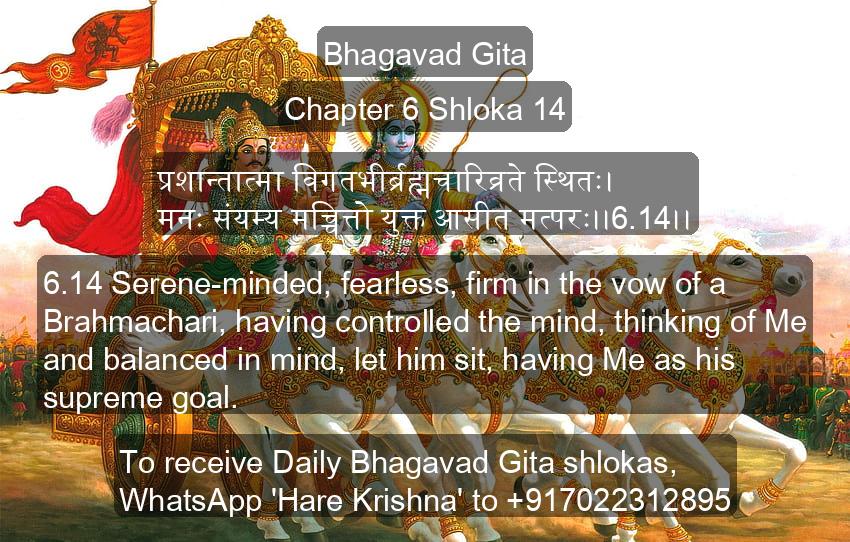 Bhagavad Gita
Chapter 6 Shloka 14
प्रशान्तात्मा विगतभीर्ब्रह्मचारिव्रते स्थितः।
मनः संयम्य मच्चित्तो युक्त आसीत मत्परः।।6.14।।
6.14 Serene-minded, fearless, firm in the vow of a
Brahmachari, having controlled the mind, thinking of Me
and balanced in mind, let him sit, having Me as his
supreme goal.
To receive Daily Bhagavad Gita shlokas,
WhatsApp 'Hare Krishna' to +917022312895